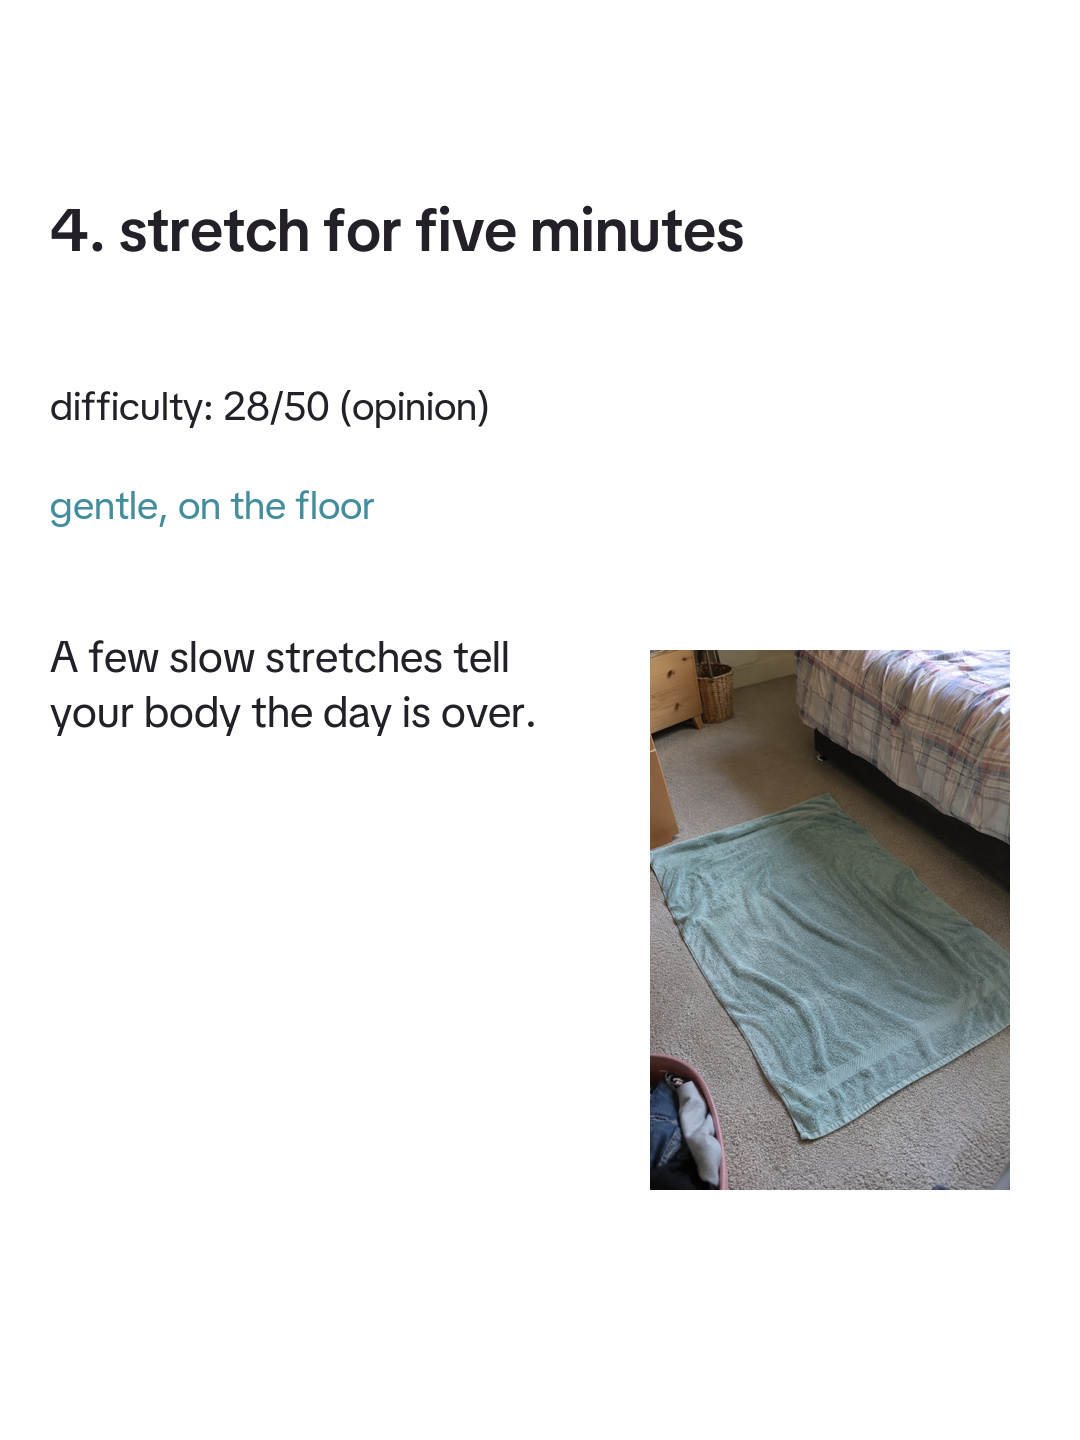 4. stretch for five minutes
difficulty: 28/50 (opinion)
gentle, on the floor
A few slow stretches tell
your body the day is over.